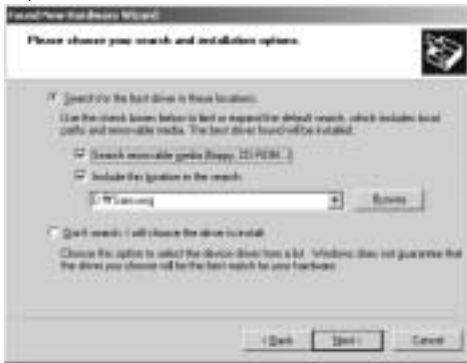 Found New Hardware Wizard
Please choose your search and installation options.
Search for the best driver in these locations.
Use the check boxes below to limit or expand the default search, which includes local
paths and removable media. The best driver found will be installed.
Search removable media (floppy, CD-ROM...)
Include this location in the search:
Samsung
Browse
Don't search. I will choose the driver to install.
Choose this option to select the device driver from a list. Windows does not guarantee that
the driver you choose will be the best match for your hardware.
< Back
Next >
Cancel